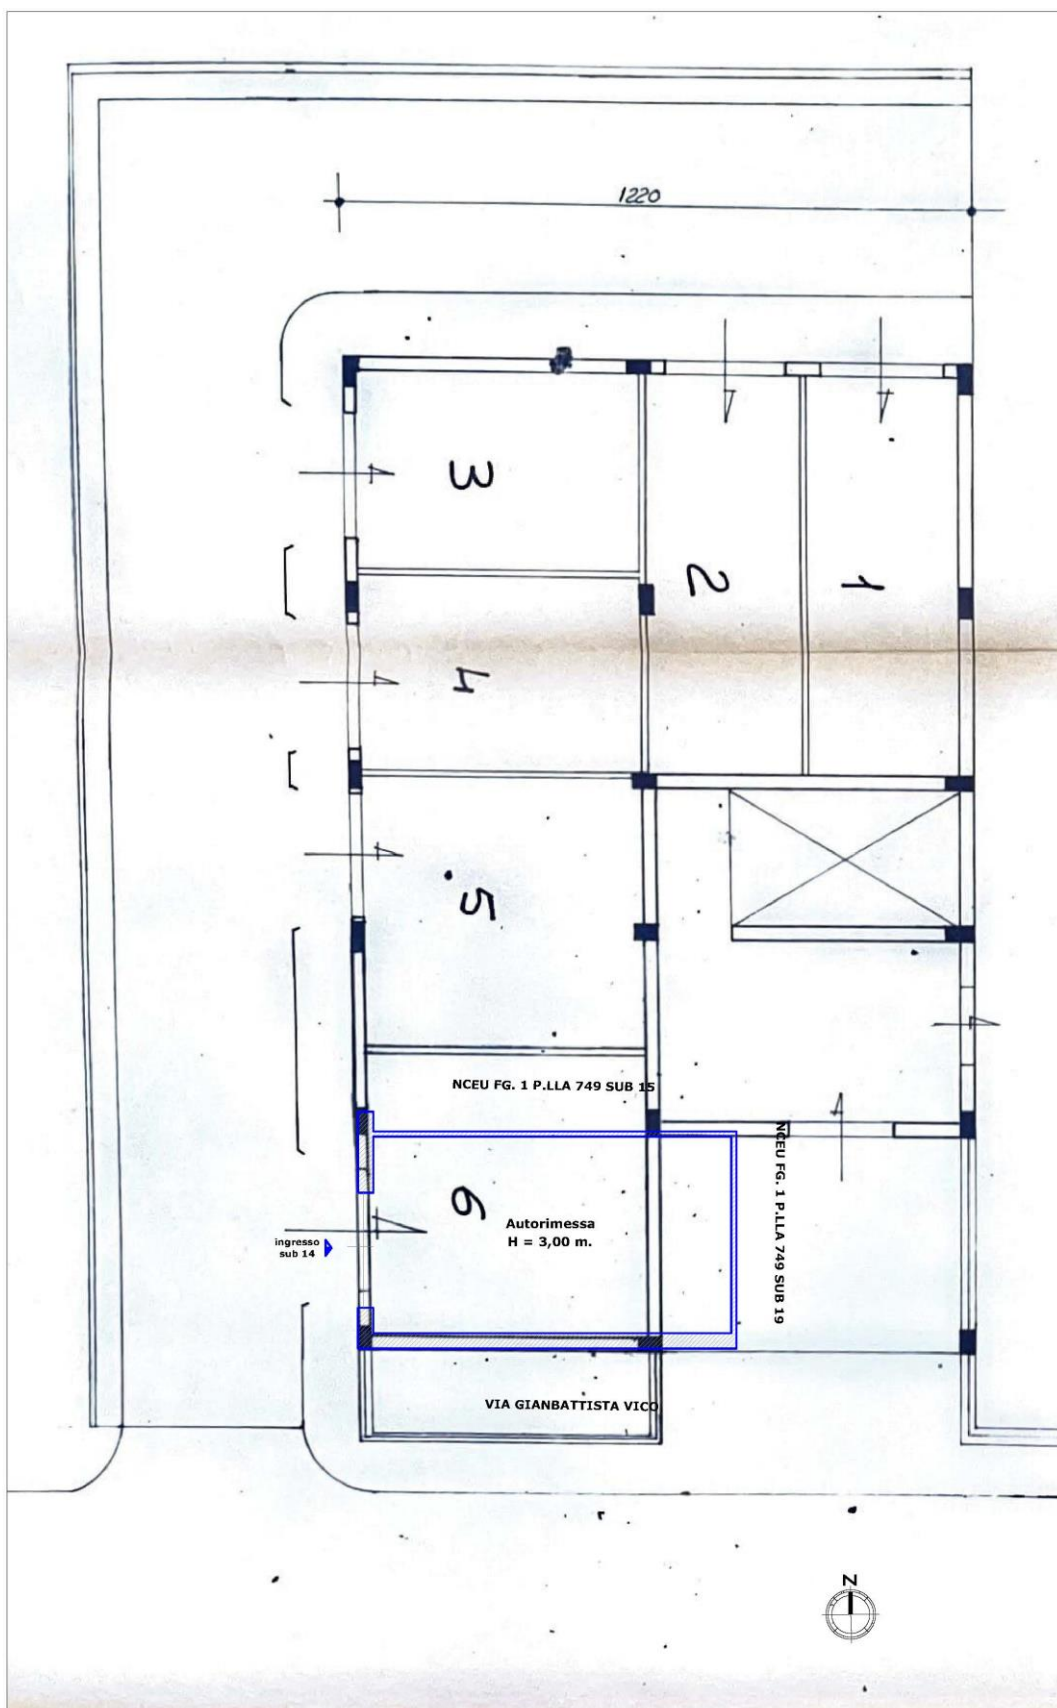 1220
3
2
1
4
5
NCEU FG. 1 P.LLA 749 SUB 15
6
Autorimessa
H = 3,00 m.
NCEU FG. 1 P.LLA 749 SUB 19
ingresso
sub 14
VIA GIANBATTISTA VICO
N